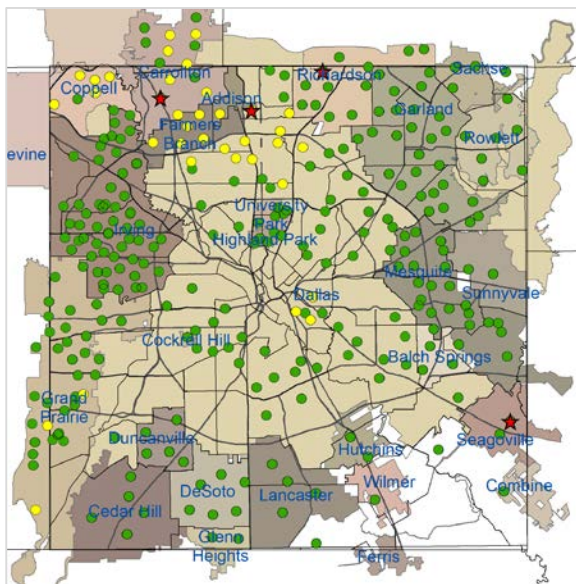 Carrollton
Richardson
Sachse
Coppell
Addison
Garland
Farmers
Branch
Rowlett
evine
University
Park
Irving
Highland Park
Mesquite
Sunnyvale
Dallas
Cockrell Hill
Balch Springs
Grand
Prairie
Duncanville
Seagoville
Hutchins
DeSoto
Lancaster
Wilmer
Combine
Cedar Hill
Glenn
Heights
Ferris